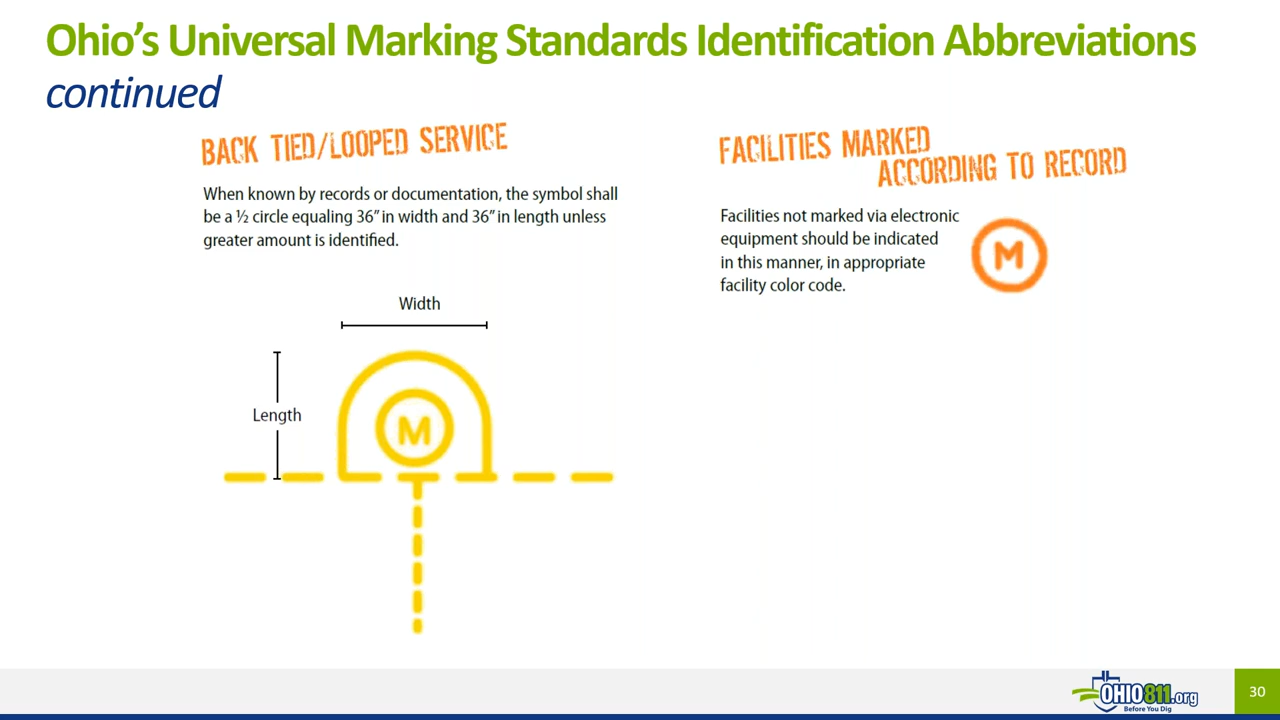 Ohio's Universal Marking Standards Identification Abbreviations
continued
BACK TIED/LOOPED SERVICE
When known by records or documentation, the symbol shall
be a ½ circle equaling 36” in width and 36” in length unless
greater amount is identified.
Width
Length
M
FACILITIES MARKED
ACCORDING TO RECORD
Facilities not marked via electronic
equipment should be indicated
in this manner, in appropriate
facility color code.
M
OHIO811.org
Before You Dig
30